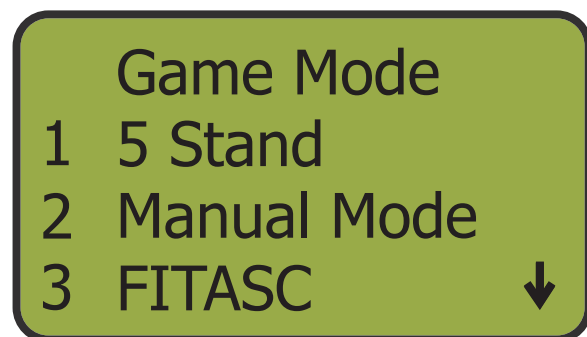 Game Mode
1 5 Stand
2 Manual Mode
3 FITASC ↓